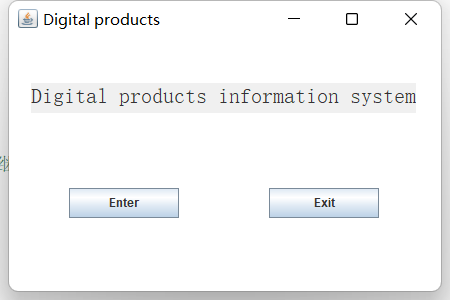 Digital products
Digital products information system
Enter
Exit